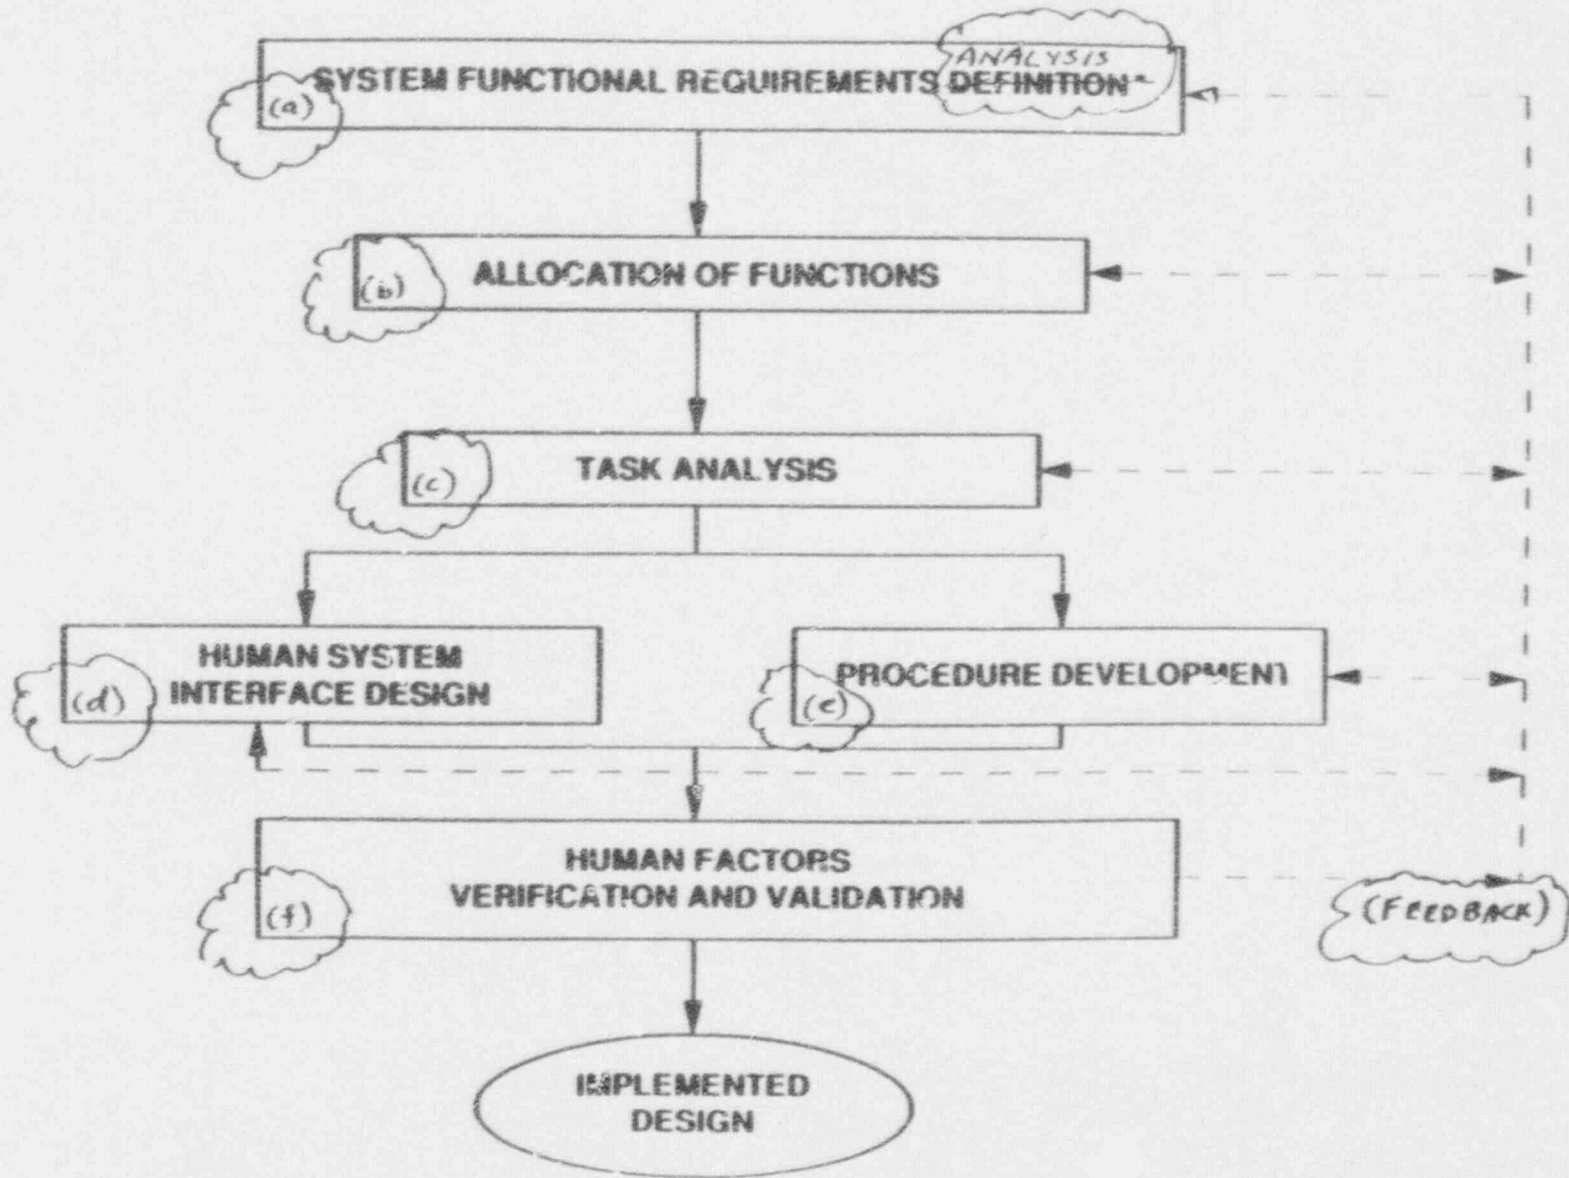 ANALYSIS
SYSTEM FUNCTIONAL REQUIREMENTS DEFINITION*
(a)
ALLOCATION OF FUNCTIONS
(b)
TASK ANALYSIS
(c)
HUMAN SYSTEM
INTERFACE DESIGN
(d)
PROCEDURE DEVELOPMENT
(e)
HUMAN FACTORS
VERIFICATION AND VALIDATION
(f)
(FEEDBACK)
IMPLEMENTED
DESIGN